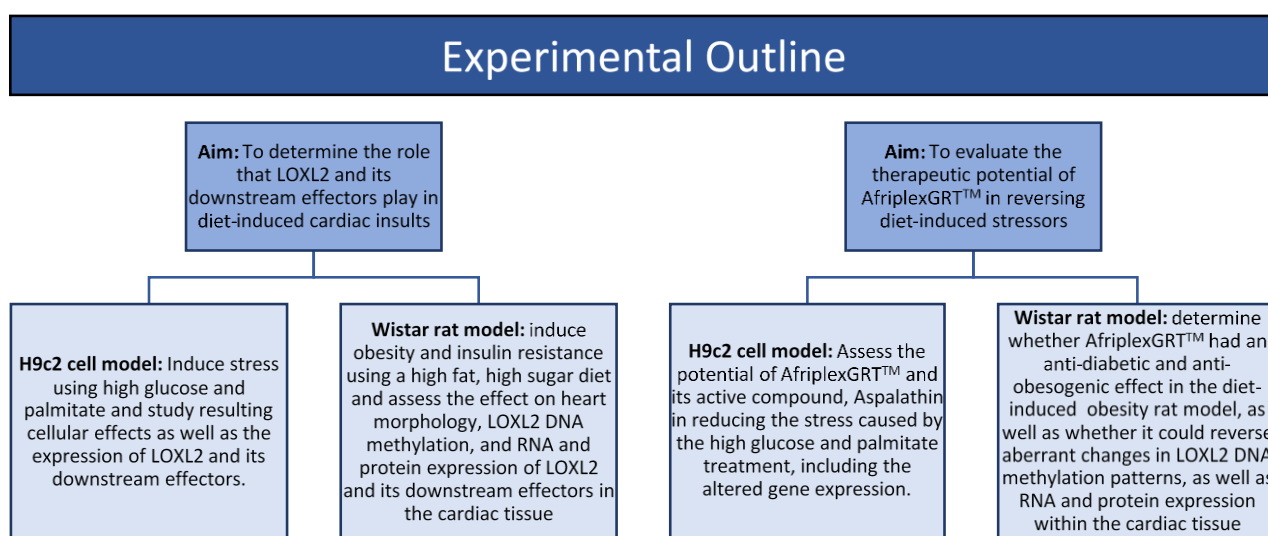 Experimental Outline
Aim: To determine the role
that LOXL2 and its
downstream effectors play in
diet-induced cardiac insults
Aim: To evaluate the
therapeutic potential of
AfriplexGRT™ in reversing
diet-induced stressors
H9c2 cell model: Induce stress
using high glucose and
palmitate and study resulting
cellular effects as well as the
expression of LOXL2 and its
downstream effectors.
Wistar rat model: induce
obesity and insulin resistance
using a high fat, high sugar diet
and assess the effect on heart
morphology, LOXL2 DNA
methylation, and RNA and
protein expression of LOXL2
and its downstream effectors in
the cardiac tissue
H9c2 cell model: Assess the
potential of AfriplexGRT™ and
its active compound, Aspalathin
in reducing the stress caused by
the high glucose and palmitate
treatment, including the
altered gene expression.
Wistar rat model: determine
whether AfriplexGRT™ had an
anti-diabetic and anti-
obesogenic effect in the diet-
induced obesity rat model, as
well as whether it could reverse
aberrant changes in LOXL2 DNA
methylation patterns, as well as
RNA and protein expression
within the cardiac tissue